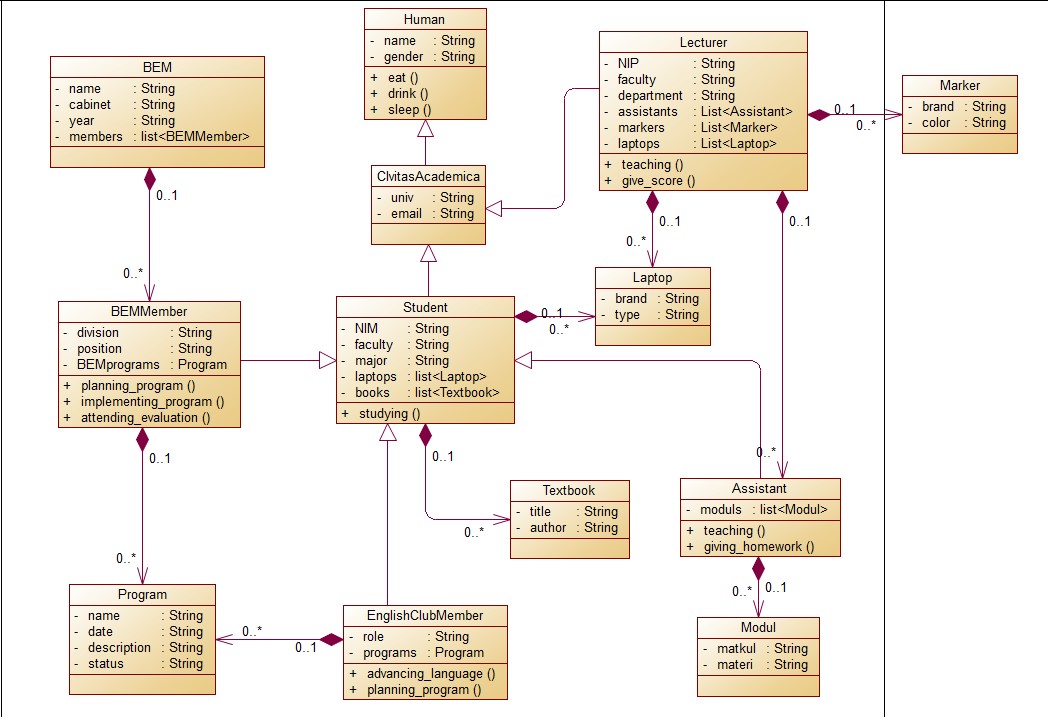 Human
- name : String
- gender : String
+ eat ()
+ drink ()
+ sleep ()
Lecturer
- NIP : String
- faculty : String
- department : String
- assistants : List<Assistant>
- markers : List<Marker>
- laptops : List<Laptop>
+ teaching ()
+ give_score ()
BEM
- name : String
- cabinet : String
- year : String
- members : list<BEMMember>
Marker
- brand : String
- color : String
0..1
0..*
CIvitasAcademica
- univ : String
- email : String
0..1
0..*
0..1
0..*
0..1
0..*
Laptop
- brand : String
- type : String
BEMMember
- division : String
- position : String
- BEMprograms : Program
+ planning_program ()
+ implementing_program ()
+ attending_evaluation ()
Student
- NIM : String
- faculty : String
- major : String
- laptops : list<Laptop>
- books : list<Textbook>
+ studying ()
0..1
0..*
0..1
0..*
0..1
0..*
Textbook
- title : String
- author : String
Assistant
- moduls : list<Modul>
+ teaching ()
+ giving_homework ()
0..1
0..*
Program
- name : String
- date : String
- description : String
- status : String
0..*
0..1
EnglishClubMember
- role : String
- programs : Program
+ advancing_language ()
+ planning_program ()
Modul
- matkul : String
- materi : String